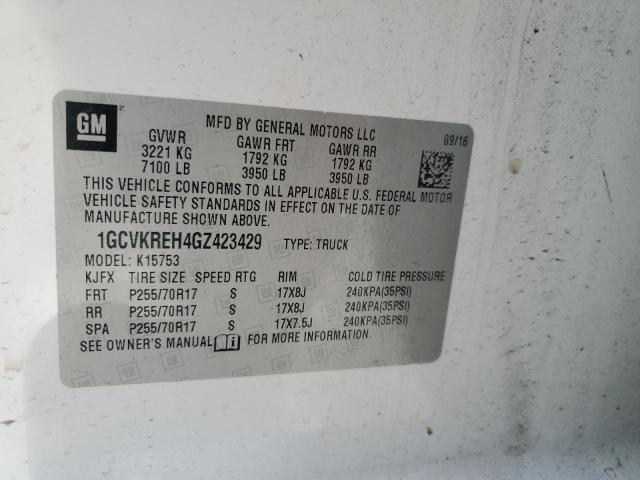 GM
MFD BY GENERAL MOTORS LLC
09/16
GVWR GAWR FRT GAWR RR
3221 KG 1792 KG 1792 KG
7100 LB 3950 LB 3950 LB
THIS VEHICLE CONFORMS TO ALL APPLICABLE U.S. FEDERAL MOTOR
VEHICLE SAFETY STANDARDS IN EFFECT ON THE DATE OF
MANUFACTURE SHOWN ABOVE.
1GCVKREH4GZ423429 TYPE: TRUCK
MODEL: K15753
KJFX TIRE SIZE SPEED RTG RIM COLD TIRE PRESSURE
FRT P255/70R17 S 17X8J 240KPA(35PSI)
RR P255/70R17 S 17X8J 240KPA(35PSI)
SPA P255/70R17 S 17X7.5J 240KPA(35PSI)
SEE OWNER'S MANUAL i FOR MORE INFORMATION.